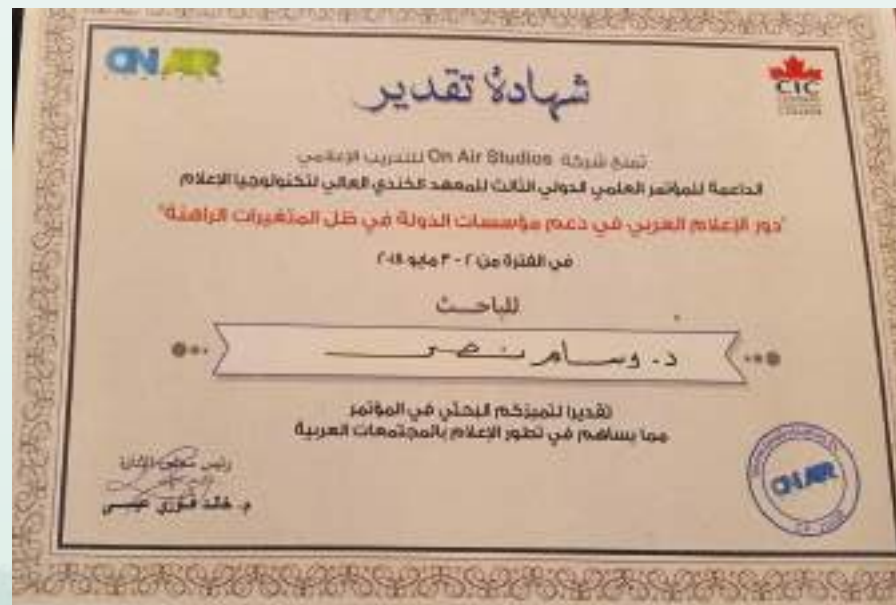 ON AIR
CIC
شهادة تقدير
تمنح شركة On Air Studios للتدريب الإعلامي
الداعمة للمؤتمر العلمي الدولي الثالث للمعهد الكندي العالي لتكنولوجيا الإعلام
"دور الإعلام العربي في دعم مؤسسات الدولة في ظل المتغيرات الراهنة"
في الفترة من ٢ - ٣ مايو ٢٠١٨
للباحث
د. وسام نصر
تقديرا لتميزكم البحثي في المؤتمر
مما يساهم في تطور الإعلام بالمجتمعات العربية
رئيس مجلس الإدارة
م. خالد فوزي عيسى
ON AIR